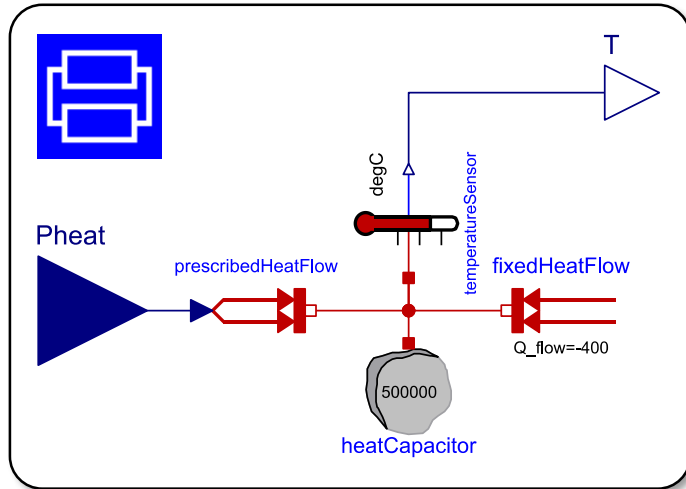 T
degC
temperatureSensor
Pheat
prescribedHeatFlow
fixedHeatFlow
Q_flow=-400
500000
heatCapacitor